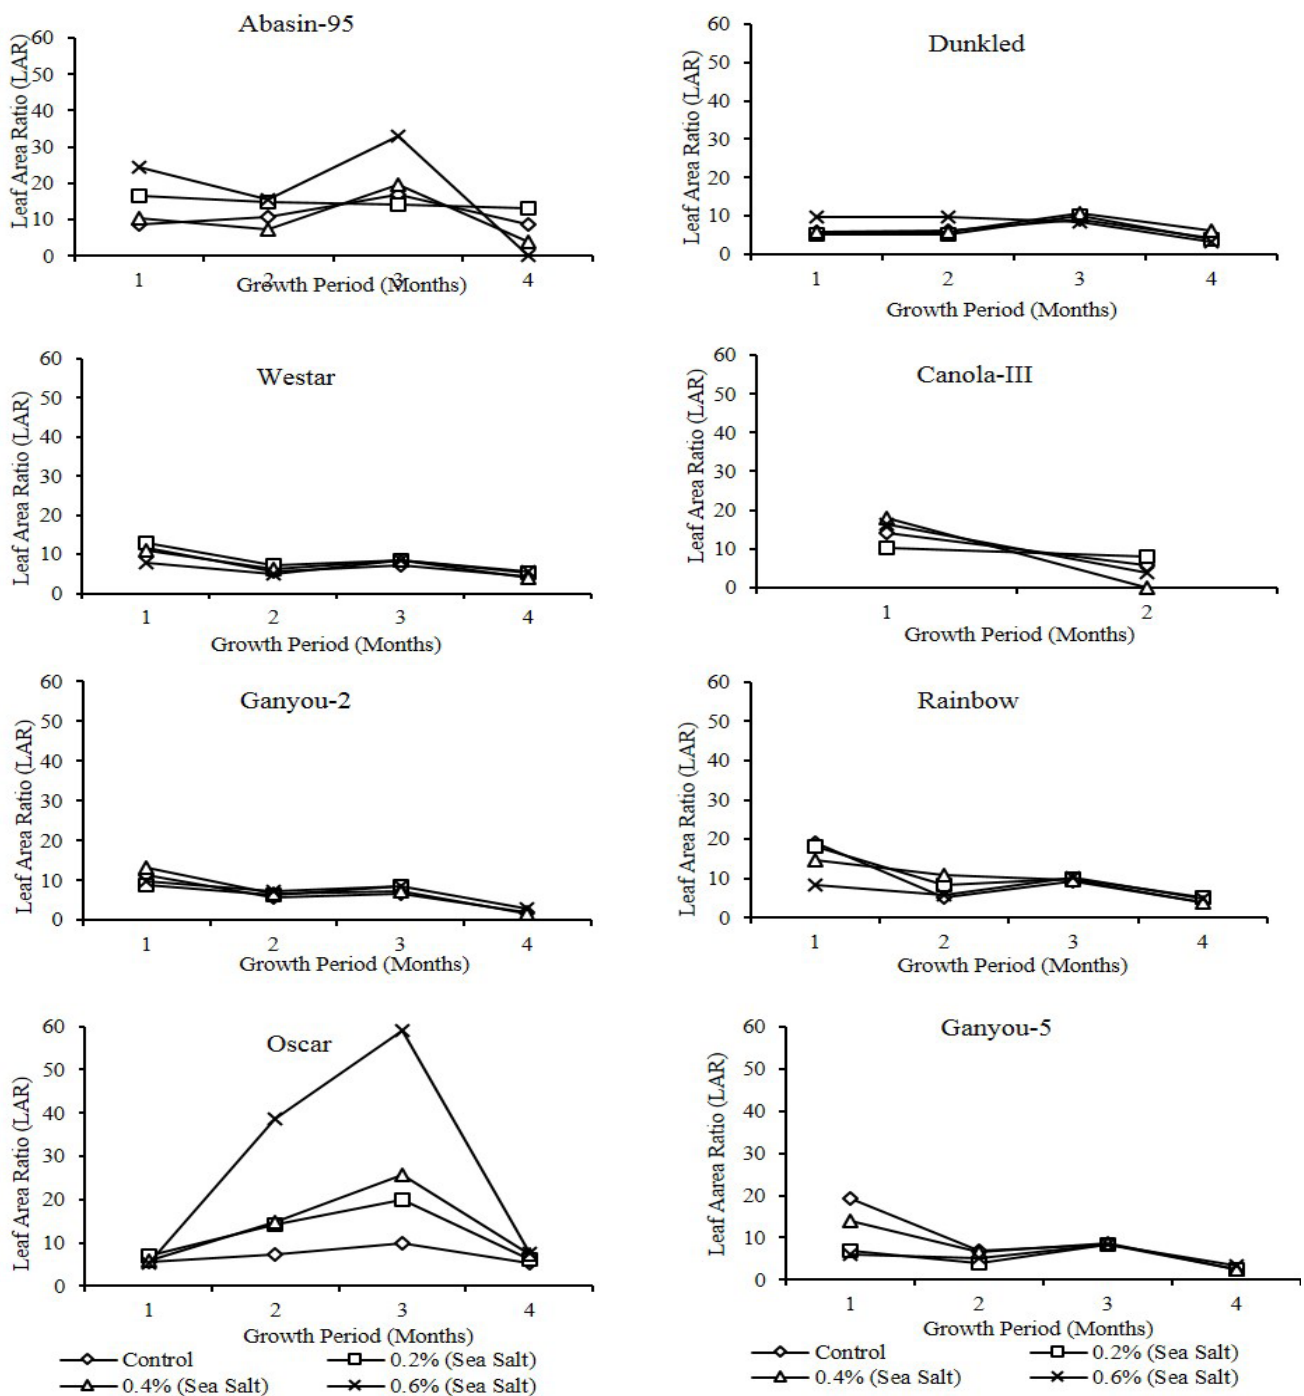 Abasin-95
Leaf Area Ratio (LAR)
60
50
40
30
20
10
0
1 2 3 4
Growth Period (Months)
Dunkled
Leaf Area Ratio (LAR)
60
50
40
30
20
10
0
1 2 3 4
Growth Period (Months)
Westar
Leaf Area Ratio (LAR)
60
50
40
30
20
10
0
1 2 3 4
Growth Period (Months)
Canola-III
Leaf Area Ratio (LAR)
60
50
40
30
20
10
0
1 2
Growth Period (Months)
Ganyou-2
Leaf Area Ratio (LAR)
60
50
40
30
20
10
0
1 2 3 4
Growth Period (Months)
Rainbow
Leaf Area Ratio (LAR)
60
50
40
30
20
10
0
1 2 3 4
Growth Period (Months)
Oscar
Leaf Area Ratio (LAR)
60
50
40
30
20
10
0
1 2 3 4
Growth Period (Months)
Control 0.2% (Sea Salt)
0.4% (Sea Salt) 0.6% (Sea Salt)
Ganyou-5
Leaf Aarea Ratio (LAR)
60
50
40
30
20
10
0
1 2 3 4
Growth Period (Months)
Control 0.2% (Sea Salt)
0.4% (Sea Salt) 0.6% (Sea Salt)